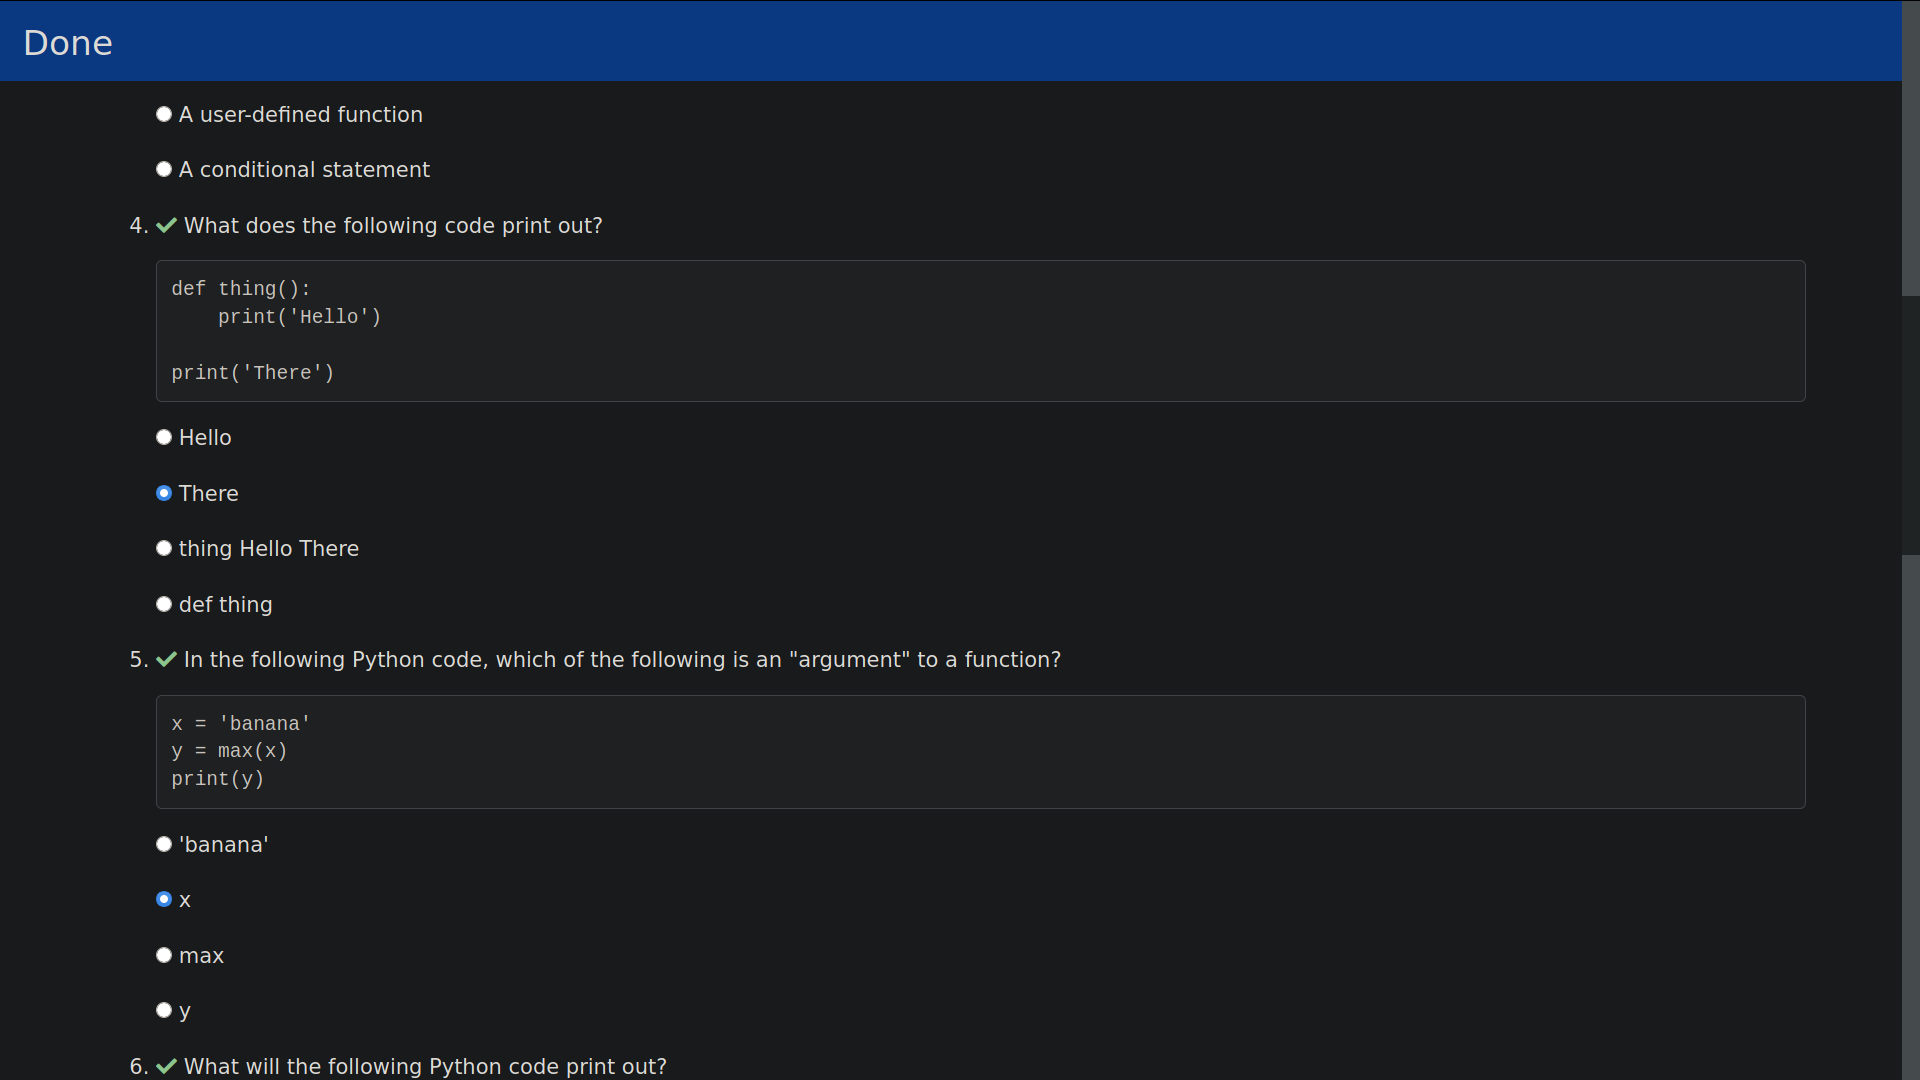 Done
A user-defined function
A conditional statement
4. What does the following code print out?
def thing():
    print('Hello')
print('There')
Hello
There
thing Hello There
def thing
5. In the following Python code, which of the following is an "argument" to a function?
x = 'banana'
y = max(x)
print(y)
'banana'
x
max
y
6. What will the following Python code print out?